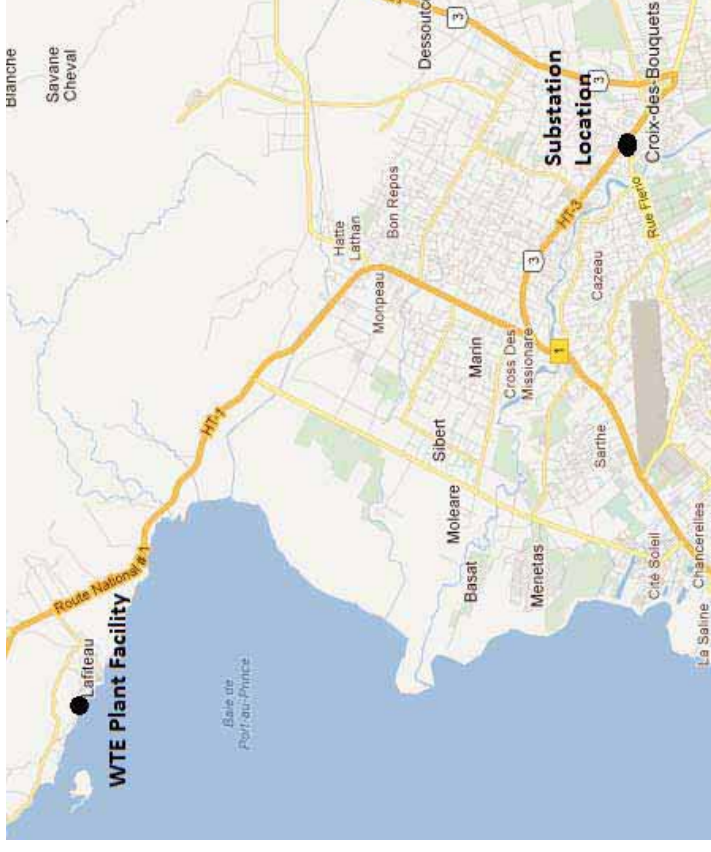 Blanche
Savane
Cheval
Lafiteau
Route National # 1
WTE Plant Facility
HT-1
Baie de
Port-au-Prince
Hatte
Lathan
Monpeau
Bon Repos
Dessoutc
Sibert
Moleare
3
Basat
Marin
Cross Des
Missionare
3
Menetas
Substation
Location
1
HT-3
Cazeau
3
Sarthe
Croix-des-Bouquets
Cité Soleil
Rue Flerio
Chancerelles
La Saline